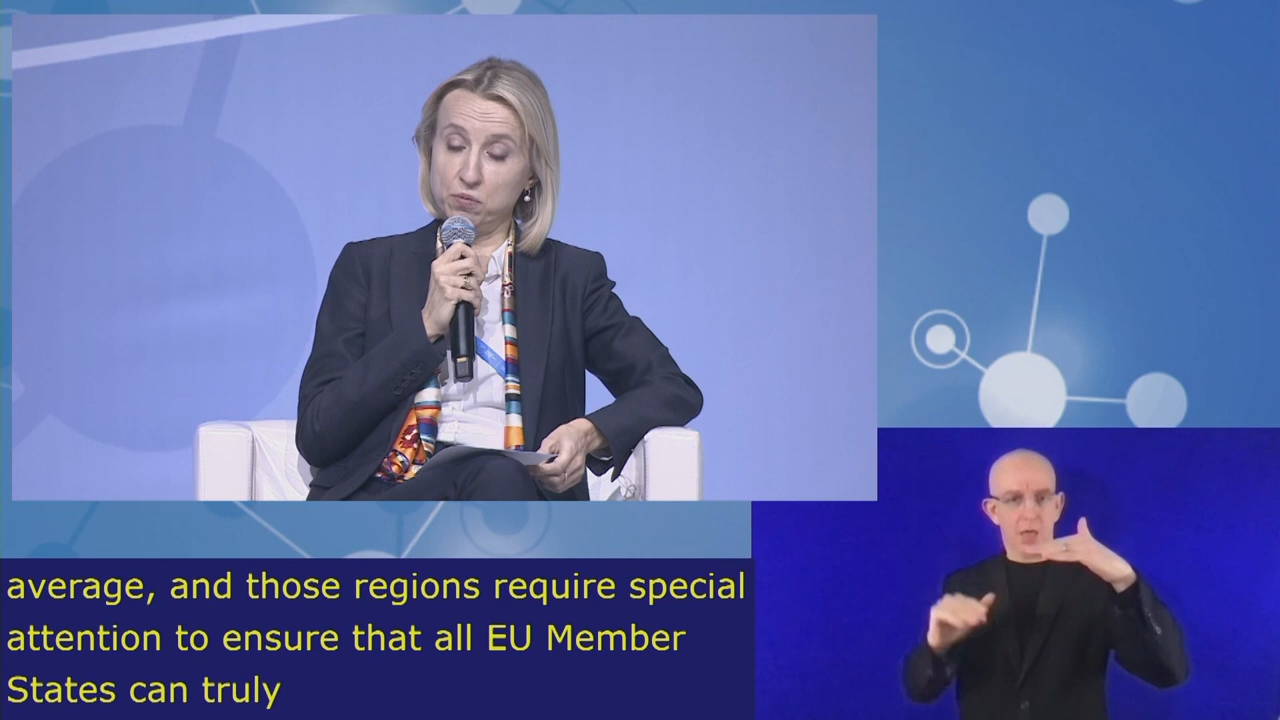 average, and those regions require special
attention to ensure that all EU Member
States can truly